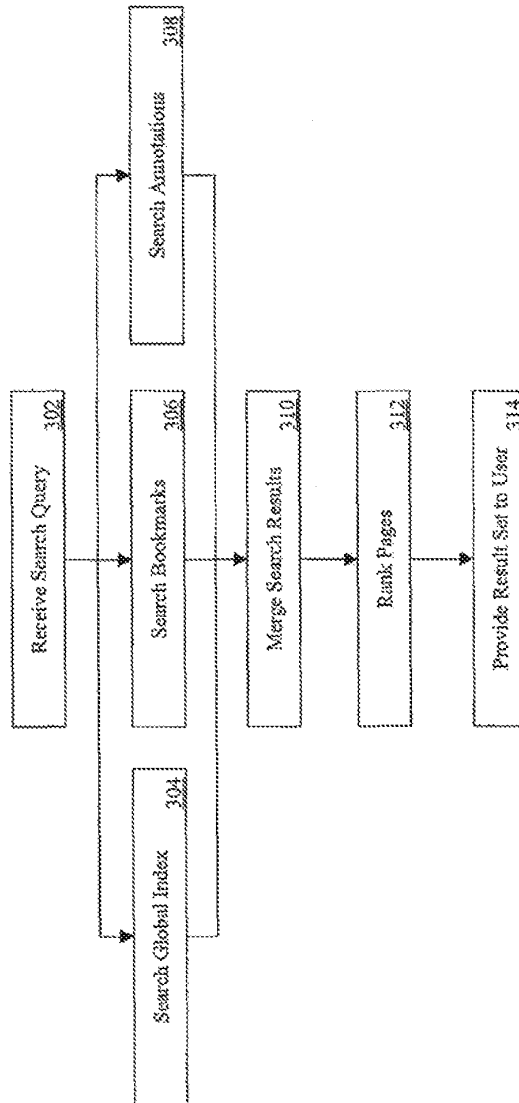 Receive Search Query
302
Search Global Index
304
Search Bookmarks
306
Search Annotations
308
Merge Search Results
310
Rank Pages
312
Provide Result Set to User
314